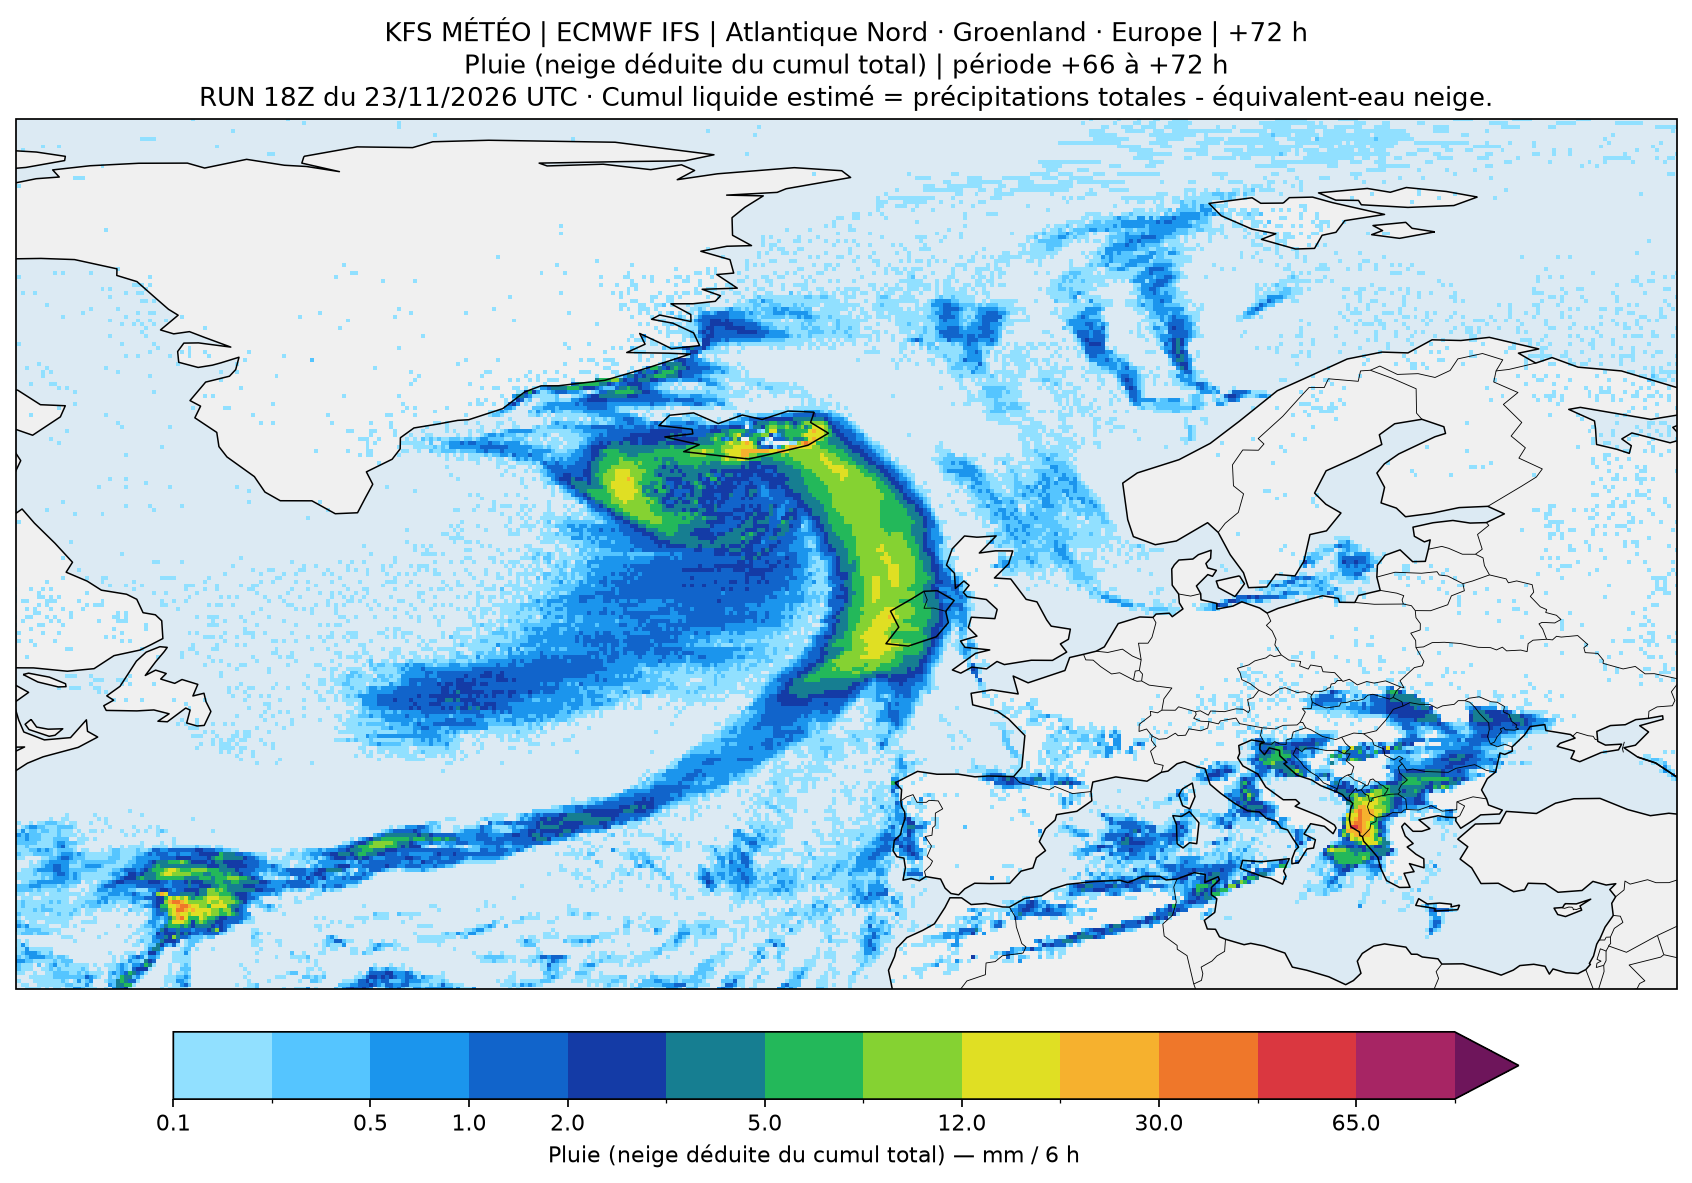 KFS MÉTÉO | ECMWF IFS | Atlantique Nord · Groenland · Europe | +72 h
Pluie (neige déduite du cumul total) | période +66 à +72 h
RUN 18Z du 23/11/2026 UTC · Cumul liquide estimé = précipitations totales - équivalent-eau neige.
0.1 0.5 1.0 2.0 5.0 12.0 30.0 65.0
Pluie (neige déduite du cumul total) — mm / 6 h